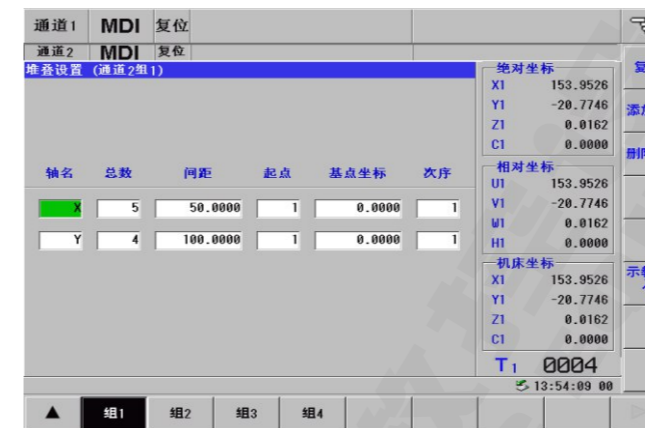 通道1 MDI 复位
通道2 MDI 复位
堆叠设置 (通道2组1)
轴名 总数 间距 起点 基点坐标 次序
X 5 50.0000 1 0.0000 1
Y 4 100.0000 1 0.0000 1
绝对坐标
X1 153.9526
Y1 -20.7746
Z1 0.0162
C1 0.0000
相对坐标
U1 153.9526
V1 -20.7746
W1 0.0162
H1 0.0000
机床坐标
X1 153.9526
Y1 -20.7746
Z1 0.0162
C1 0.0000
T1 0004
13:54:09 00
▲ 组1 组2 组3 组4